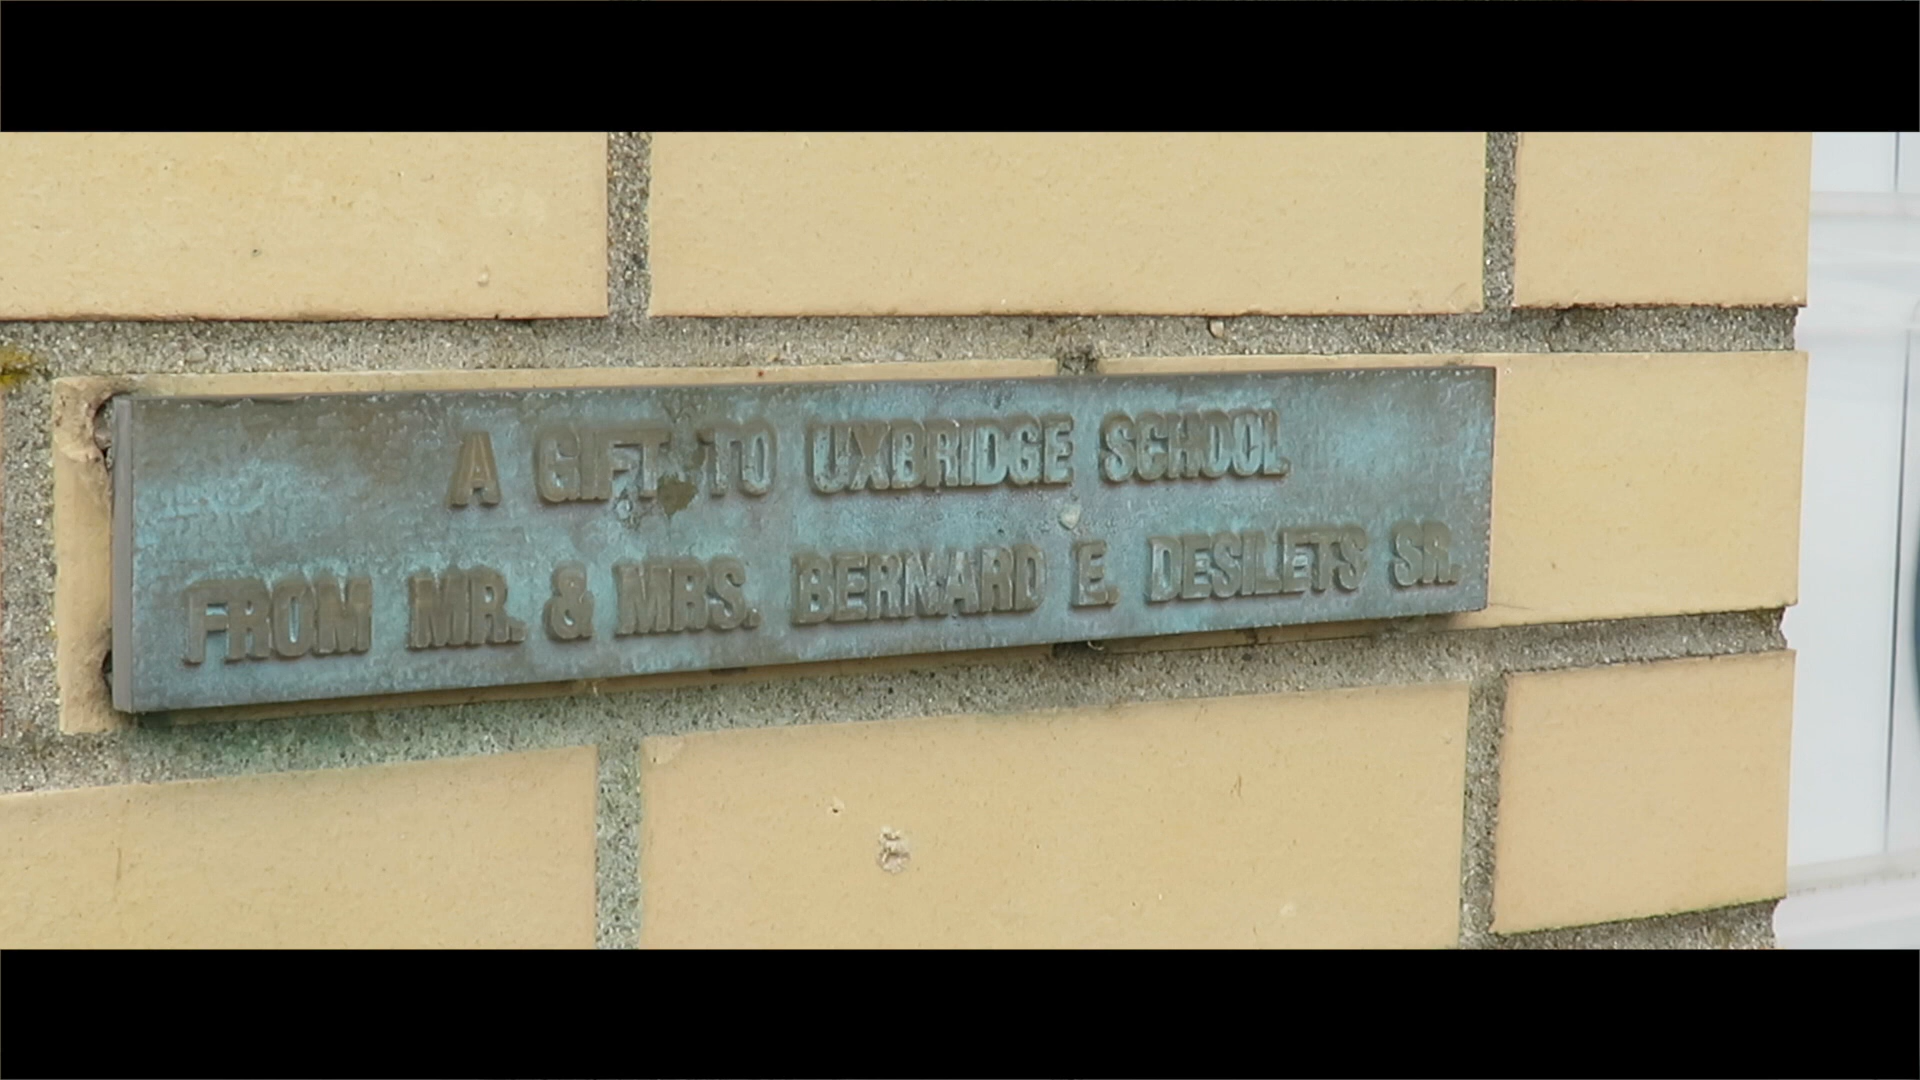 A GIFT TO UXBRIDGE SCHOOL
FROM MR. & MRS. BERNARD E. DESILETS SR.